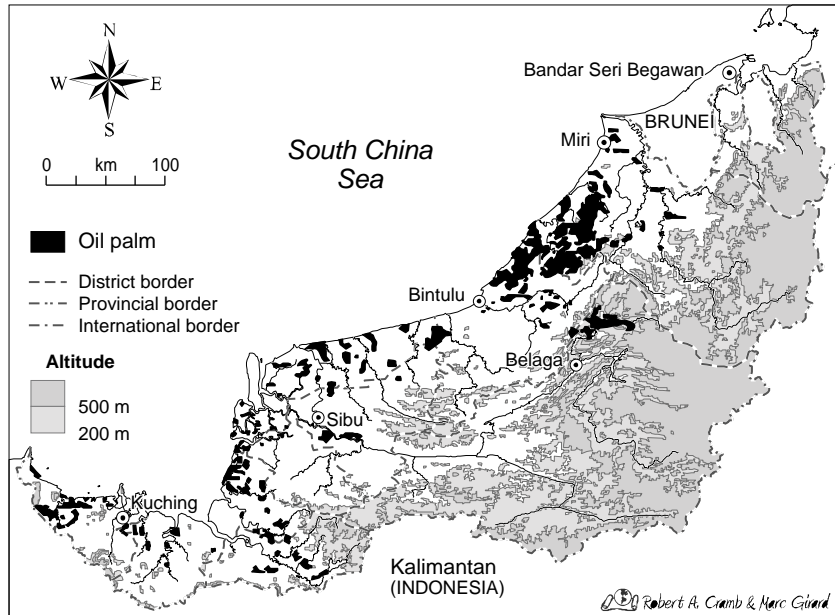 N
W E
S
0 km 100
South China
Sea
Bandar Seri Begawan
BRUNEI
Miri
Oil palm
District border
Provincial border
International border
Bintulu
Altitude
500 m
200 m
Belaga
Sibu
Kuching
Kalimantan
(INDONESIA)
Robert A. Cramb & Marc Girard